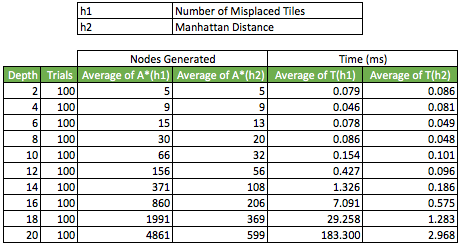 h1 Number of Misplaced Tiles
h2 Manhattan Distance
Nodes Generated Time (ms)
Depth Trials Average of A*(h1) Average of A*(h2) Average of T(h1) Average of T(h2)
2 100 5 5 0.079 0.086
4 100 9 9 0.046 0.081
6 100 15 13 0.078 0.049
8 100 30 20 0.086 0.048
10 100 66 32 0.154 0.101
12 100 156 56 0.427 0.096
14 100 371 108 1.326 0.186
16 100 860 206 7.091 0.575
18 100 1991 369 29.258 1.283
20 100 4861 599 183.300 2.968